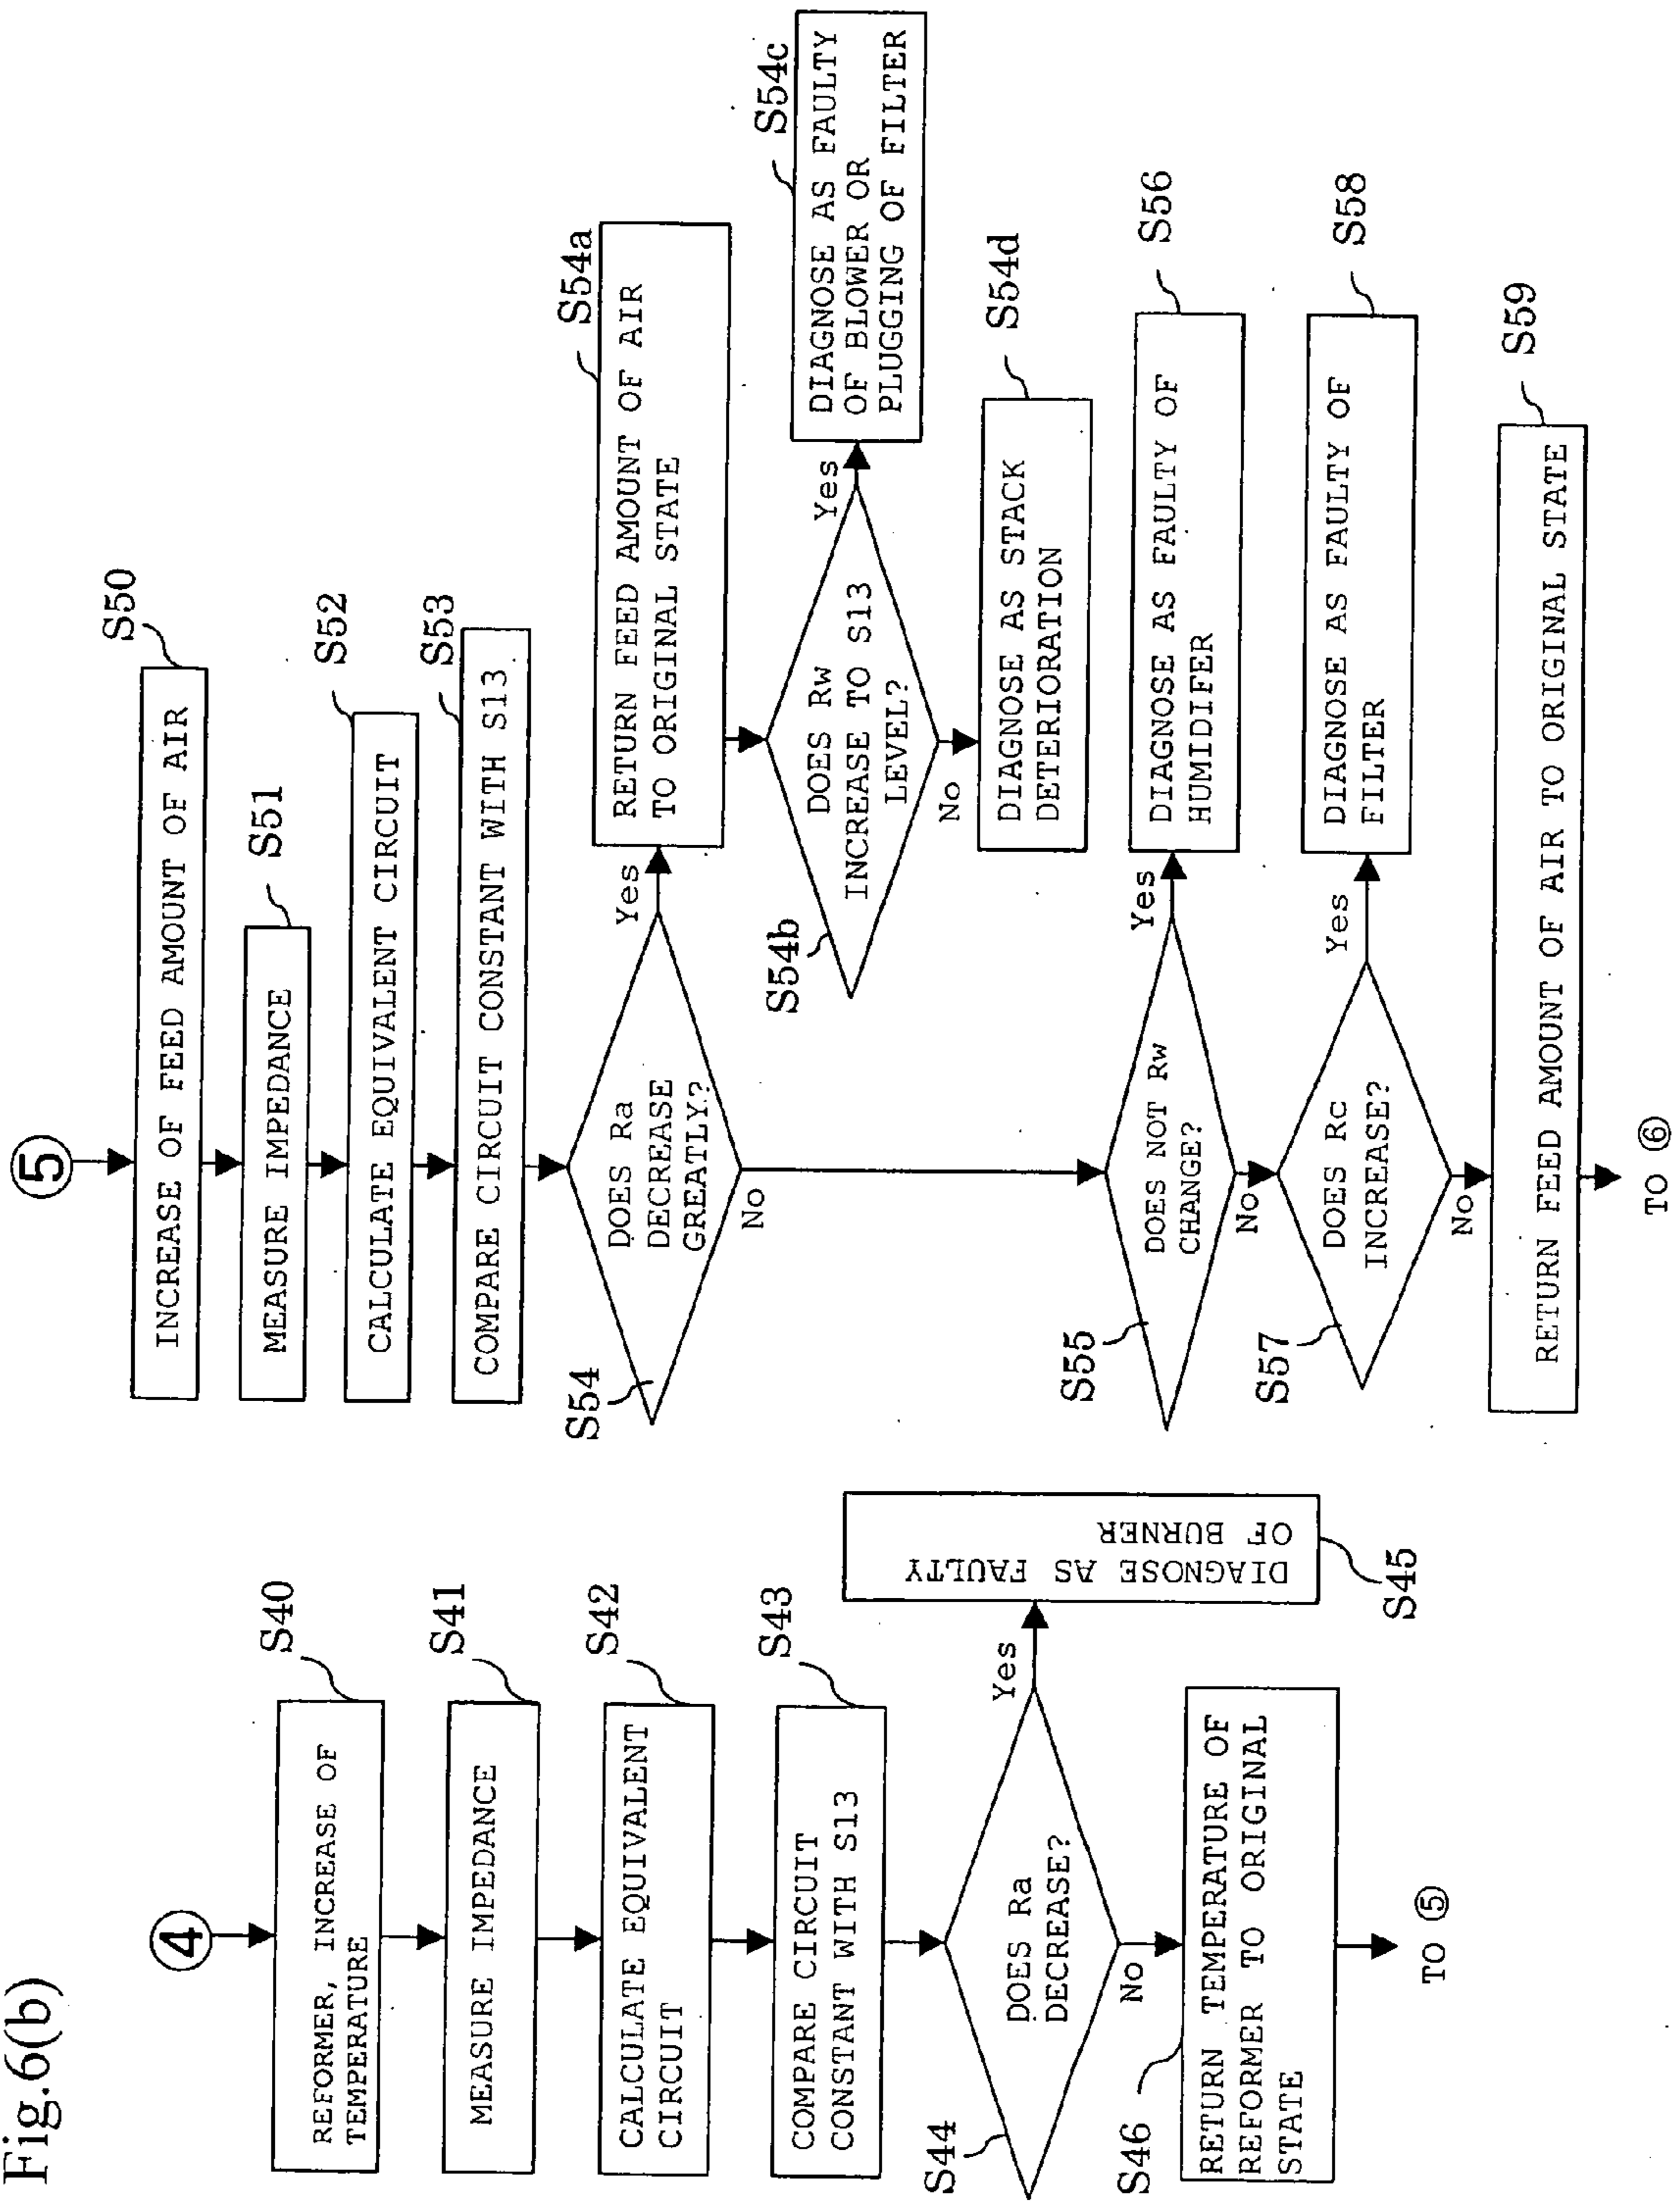 Fig.6(b)
④
S40
REFORMER, INCREASE OF
TEMPERATURE
S41
MEASURE IMPEDANCE
S42
CALCULATE EQUIVALENT
CIRCUIT
S43
COMPARE CIRCUIT
CONSTANT WITH S13
S44
DOES Ra
DECREASE?
Yes
DIAGNOSE AS FAULTY
OF BURNER
S45
No
S46
RETURN TEMPERATURE OF
REFORMER TO ORIGINAL
STATE
TO ⑤
⑤
S50
INCREASE OF FEED AMOUNT OF AIR
S51
MEASURE IMPEDANCE
S52
CALCULATE EQUIVALENT CIRCUIT
S53
COMPARE CIRCUIT CONSTANT WITH S13
S54
DOES Ra
DECREASE
GREATLY?
Yes
S54a
RETURN FEED AMOUNT OF AIR
TO ORIGINAL STATE
S54b
DOES Rw
INCREASE TO S13
LEVEL?
Yes
S54c
DIAGNOSE AS FAULTY
OF BLOWER OR
PLUGGING OF FILTER
No
S54d
DIAGNOSE AS STACK
DETERIORATION
No
S55
DOES NOT Rw
CHANGE?
Yes
S56
DIAGNOSE AS FAULTY OF
HUMIDIFER
No
S57
DOES Rc
INCREASE?
Yes
S58
DIAGNOSE AS FAULTY OF
FILTER
No
S59
RETURN FEED AMOUNT OF AIR TO ORIGINAL STATE
TO ⑥